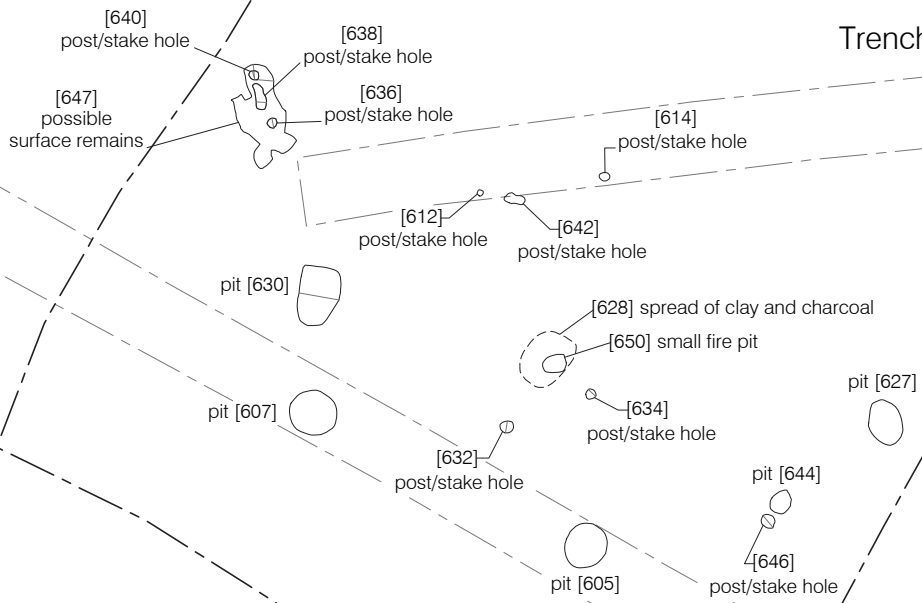 [640]
post/stake hole
[638]
post/stake hole
Trench
[647]
possible
surface remains
[636]
post/stake hole
[614]
post/stake hole
[612]
post/stake hole
[642]
post/stake hole
pit [630]
[628] spread of clay and charcoal
[650] small fire pit
pit [627]
pit [607]
[634]
post/stake hole
[632]
post/stake hole
pit [644]
[646]
post/stake hole
pit [605]